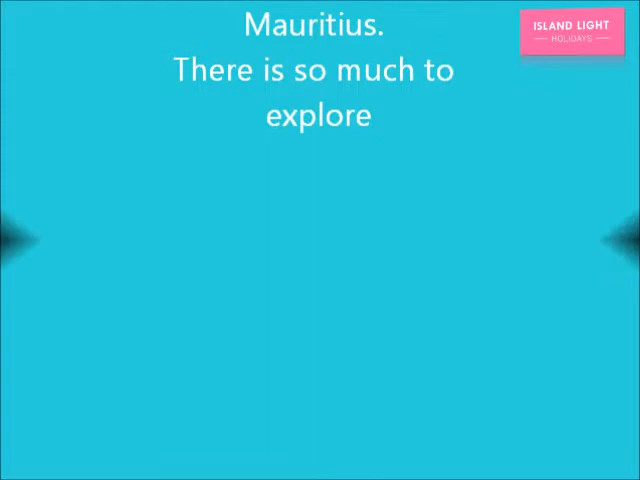 Mauritius.
There is so much to
explore
ISLAND LIGHT
HOLIDAYS